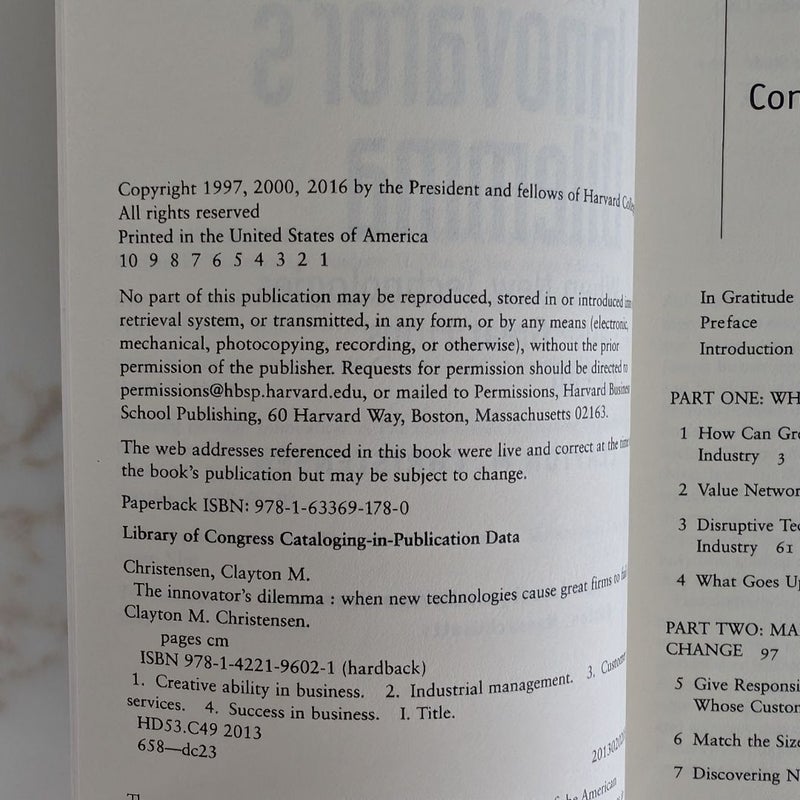 Copyright 1997, 2000, 2016 by the President and fellows of Harvard
All rights reserved
Printed in the United States of America
10 9 8 7 6 5 4 3 2 1
No part of this publication may be reproduced, stored in or introduced
retrieval system, or transmitted, in any form, or by any means (electronic,
mechanical, photocopying, recording, or otherwise), without the prior
permission of the publisher. Requests for permission should be directed to
permissions@hbsp.harvard.edu, or mailed to Permissions, Harvard Business
School Publishing, 60 Harvard Way, Boston, Massachusetts 02163.
The web addresses referenced in this book were live and correct at the time
the book's publication but may be subject to change.
Paperback ISBN: 978-1-63369-178-0
Library of Congress Cataloging-in-Publication Data
Christensen, Clayton M.
The innovator's dilemma : when new technologies cause great firms to
Clayton M. Christensen.
pages cm
ISBN 978-1-4221-9602-1 (hardback)
1. Creative ability in business. 2. Industrial management. 3.
services. 4. Success in business. I. Title.
HD53.C49 2013
658—dc23
of the American
Con
In Gratitude
Preface
Introduction
PART ONE: WH
1 How Can Gre
Industry 3
2 Value Networ
3 Disruptive Tec
Industry 61
4 What Goes Up
PART TWO: MA
CHANGE 97
5 Give Responsi
Whose Custom
6 Match the Size
7 Discovering N